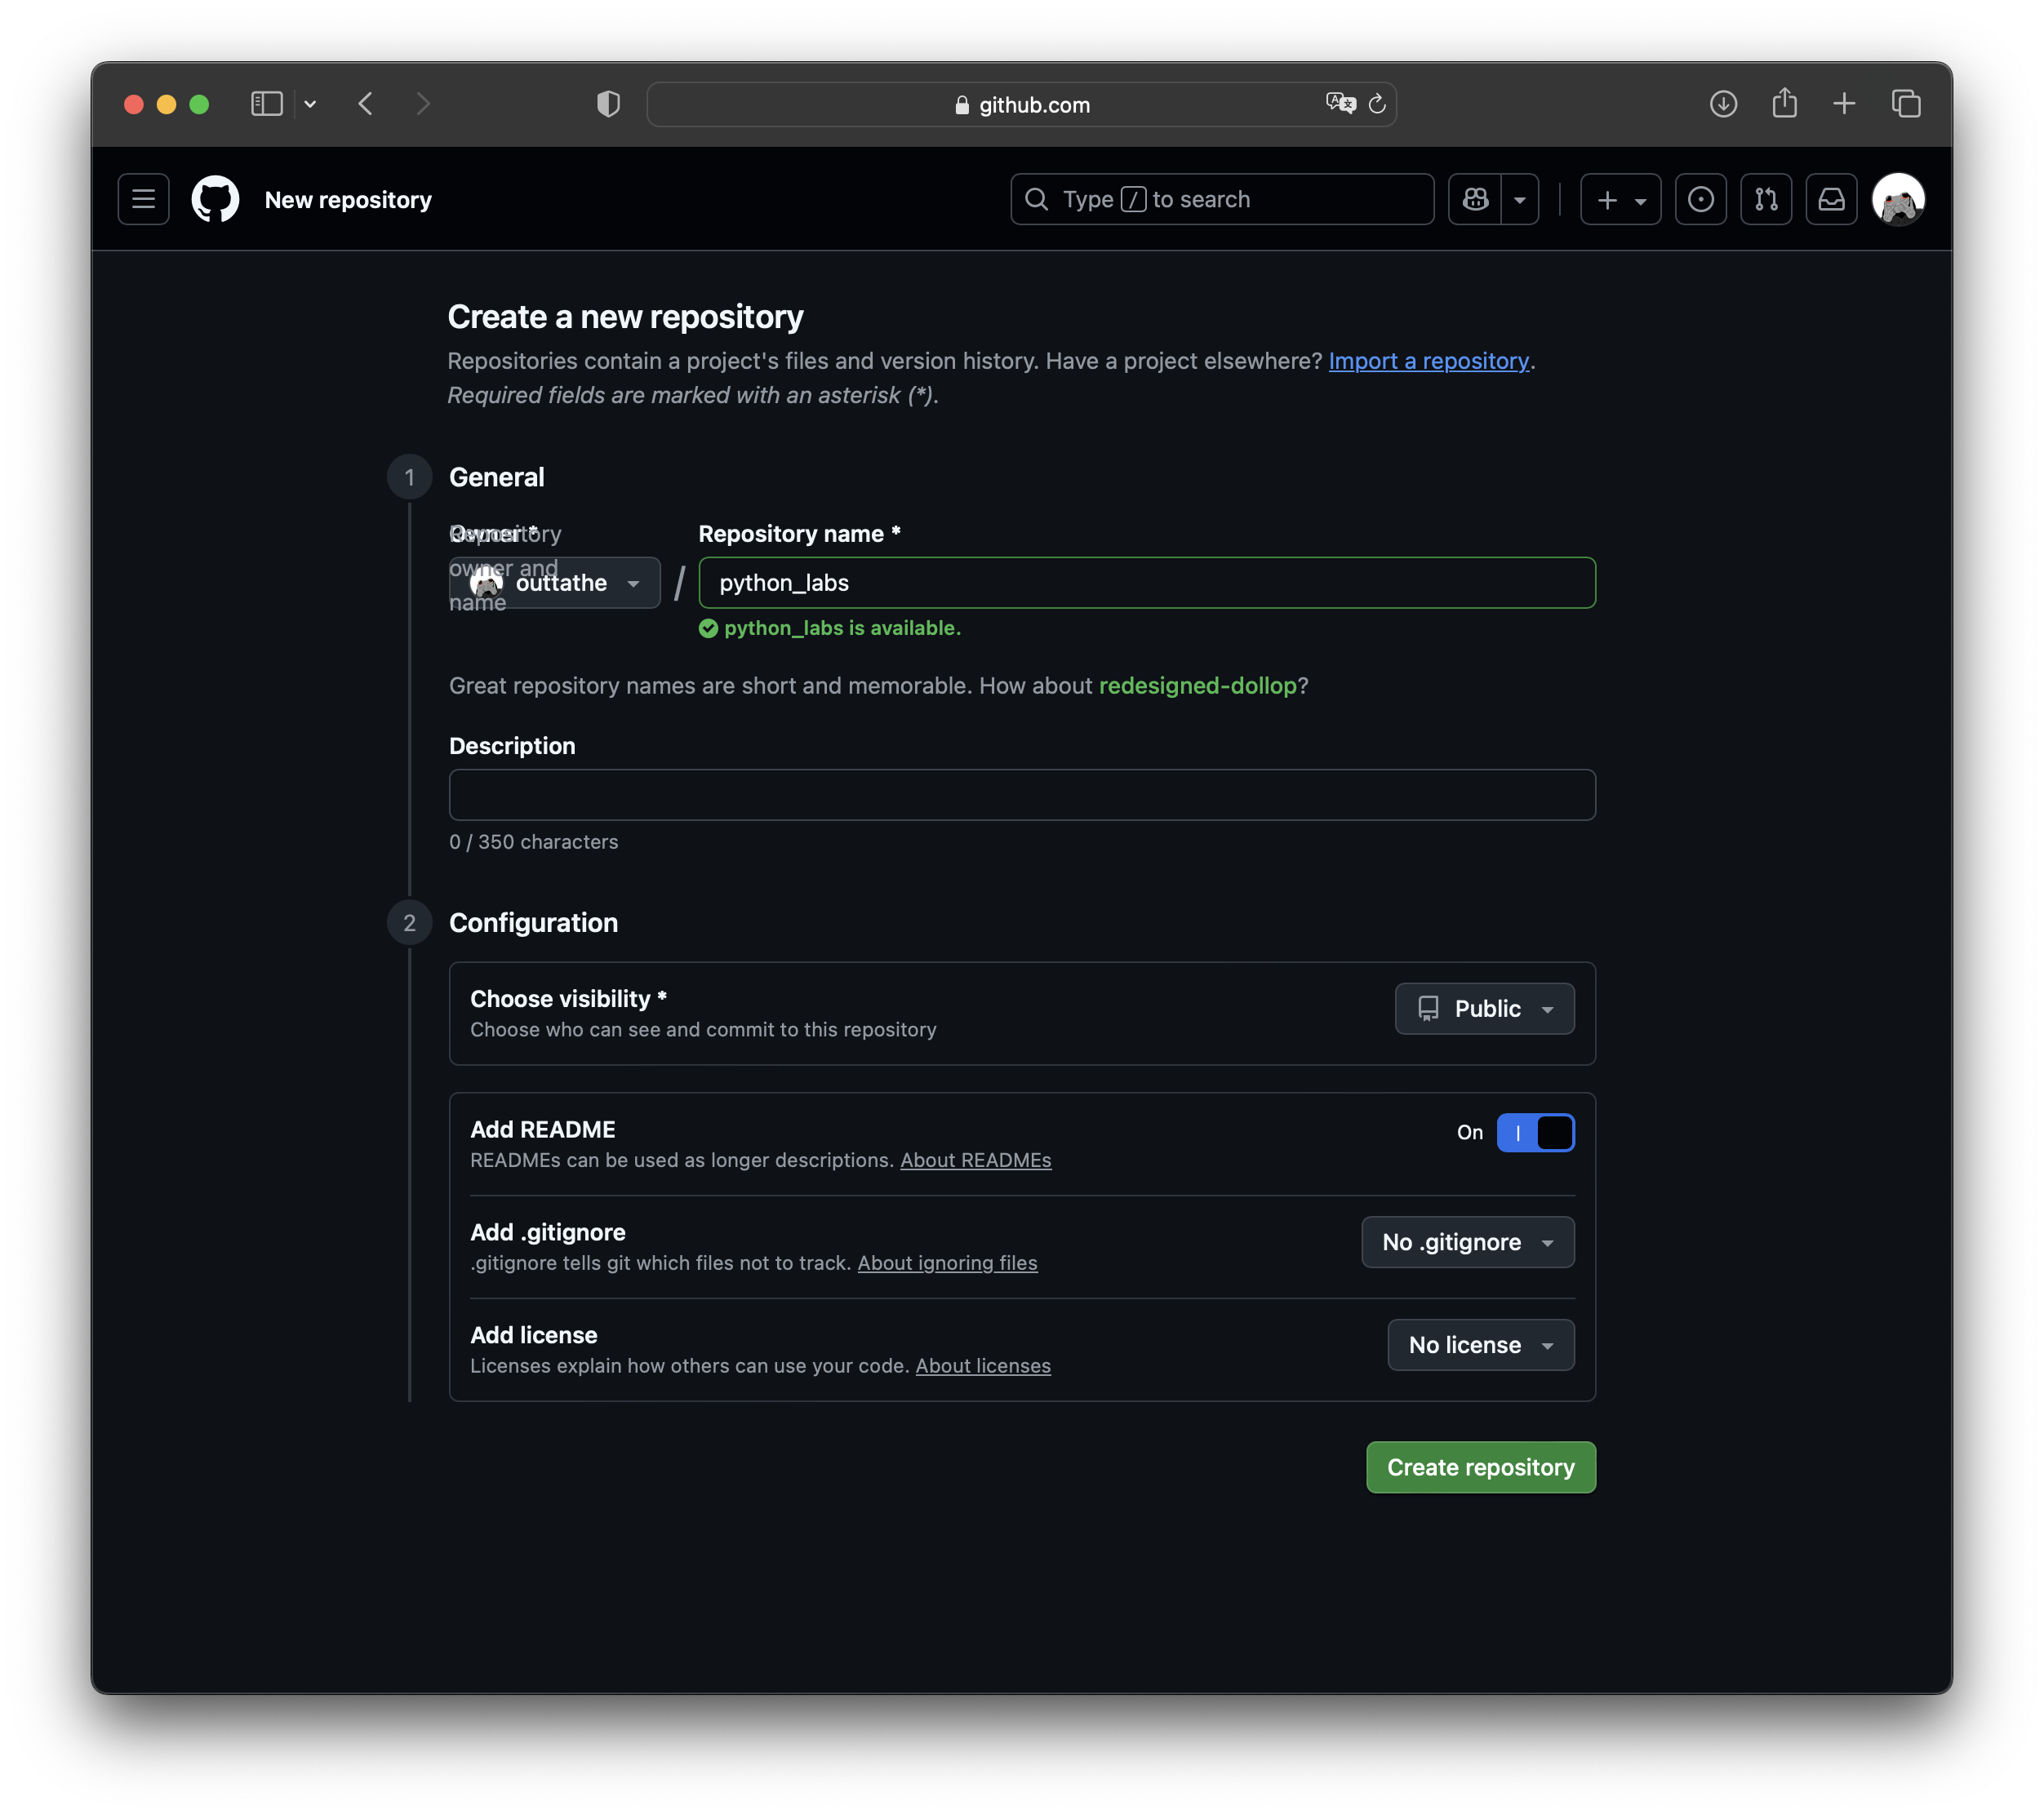 github.com
New repository
Type / to search
Create a new repository
Repositories contain a project's files and version history. Have a project elsewhere? Import a repository.
Required fields are marked with an asterisk (*).
1 General
Owner *
Repository owner and name
outtathe
/
Repository name *
python_labs
python_labs is available.
Great repository names are short and memorable. How about redesigned-dollop?
Description
0 / 350 characters
2 Configuration
Choose visibility *
Choose who can see and commit to this repository
Public
Add README
READMEs can be used as longer descriptions. About READMEs
On
Add .gitignore
.gitignore tells git which files not to track. About ignoring files
No .gitignore
Add license
Licenses explain how others can use your code. About licenses
No license
Create repository